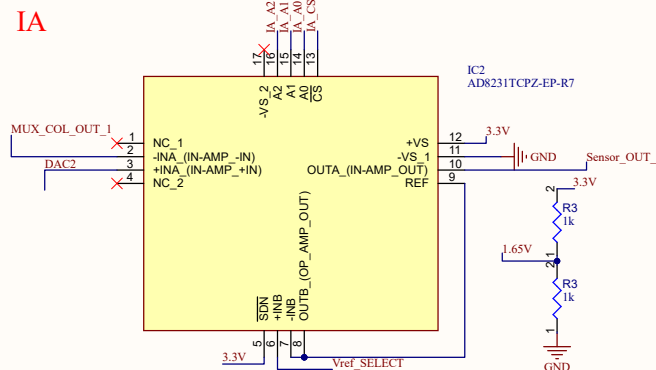 IA
IA_A2
IA_A1
IA_A0
IA_CS
17
16
15
14
13
-VS_2
A2
A1
A0
CS
IC2
AD8231TCPZ-EP-R7
MUX_COL_OUT_1
DAC2
1 NC_1
2 -INA_(IN-AMP_-IN)
3 +INA_(IN-AMP_+IN)
4 NC_2
+VS 12 3.3V
-VS_1 11 GND
OUTA_(IN-AMP_OUT) 10 Sensor_OUT_
REF 9
SDN
+INB
-INB
OUTB_(OP_AMP_OUT)
5
6
7
8
3.3V
Vref_SELECT
3.3V
2
R3
1k
1
1.65V
2
R3
1k
1
GND